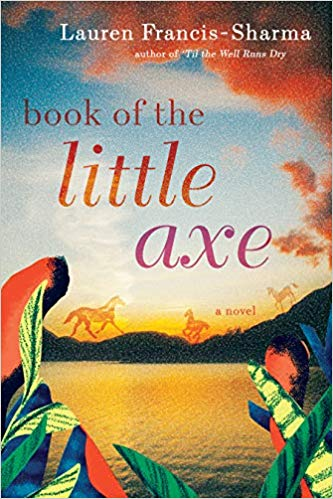 Lauren Francis-Sharma
author of 'Til the Well Runs Dry
book of the
little
axe
a novel